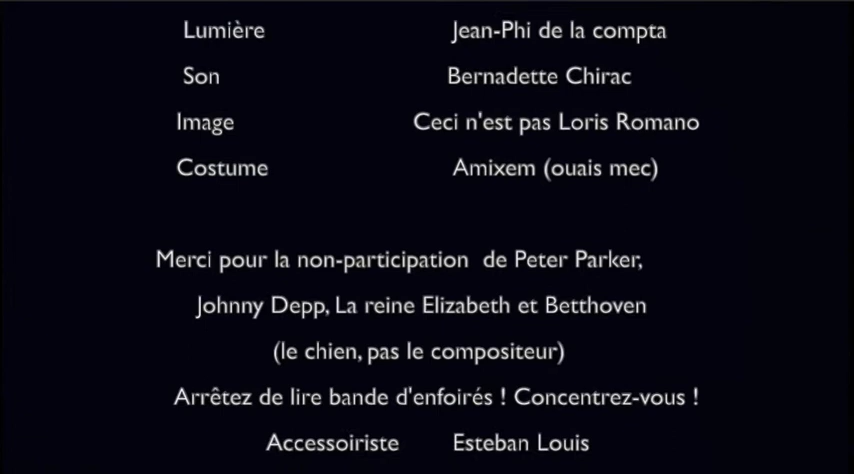 Lumière Jean-Phi de la compta
Son Bernadette Chirac
Image Ceci n'est pas Loris Romano
Costume Amixem (ouais mec)
Merci pour la non-participation de Peter Parker,
Johnny Depp, La reine Elizabeth et Betthoven
(le chien, pas le compositeur)
Arrêtez de lire bande d'enfoirés ! Concentrez-vous !
Accessoiriste Esteban Louis